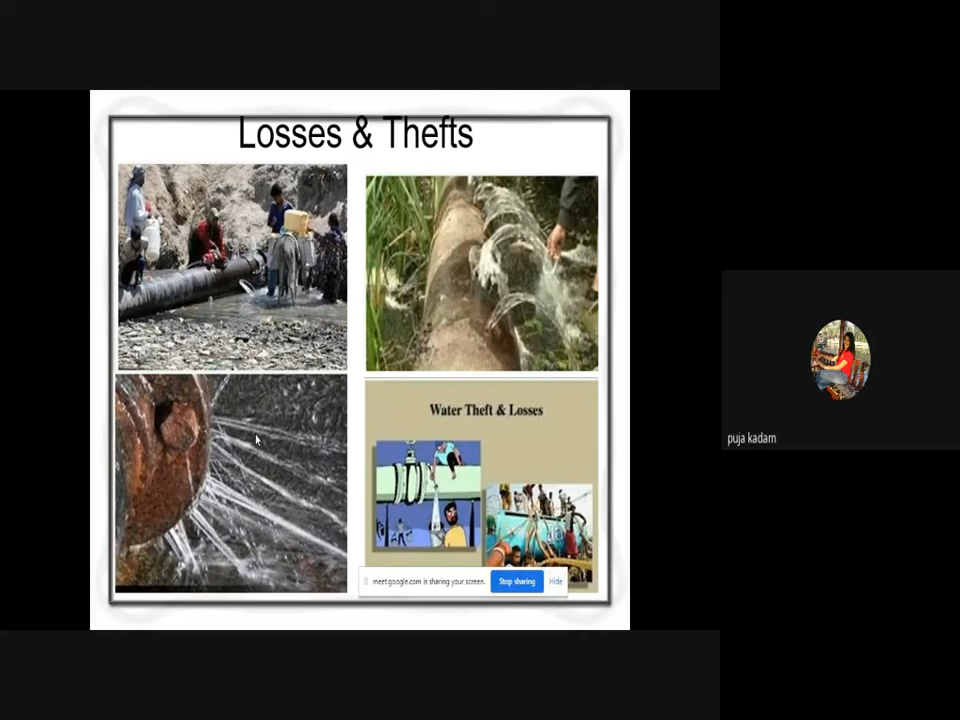 Losses & Thefts
Water Theft & Losses
meet.google.com is sharing your screen.
Stop sharing
Hide
puja kadam